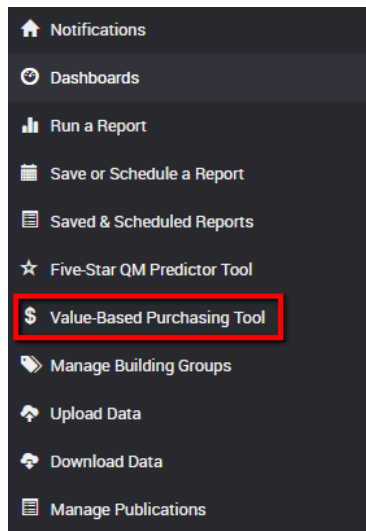 Notifications
Dashboards
Run a Report
Save or Schedule a Report
Saved & Scheduled Reports
Five-Star QM Predictor Tool
$ Value-Based Purchasing Tool
Manage Building Groups
Upload Data
Download Data
Manage Publications